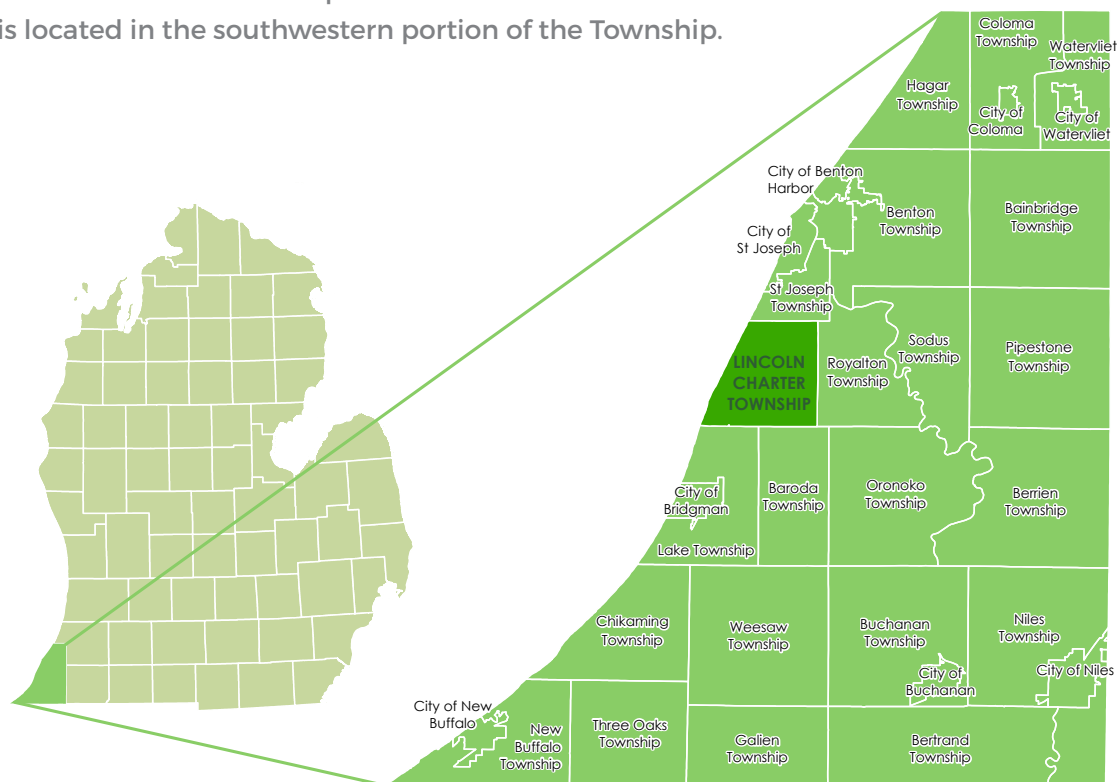 is located in the southwestern portion of the Township.
Coloma
Township
Watervliet
Township
Hagar
Township
City of
Coloma
City of
Watervliet
City of Benton
Harbor
Benton
Township
Bainbridge
Township
City of
St Joseph
St Joseph
Township
LINCOLN
CHARTER
TOWNSHIP
Royalton
Township
Sodus
Township
Pipestone
Township
City of
Bridgman
Baroda
Township
Oronoko
Township
Berrien
Township
Lake Township
Chikaming
Township
Weesaw
Township
Buchanan
Township
Niles
Township
City of
Buchanan
City of Niles
City of New
Buffalo
New
Buffalo
Township
Three Oaks
Township
Galien
Township
Bertrand
Township